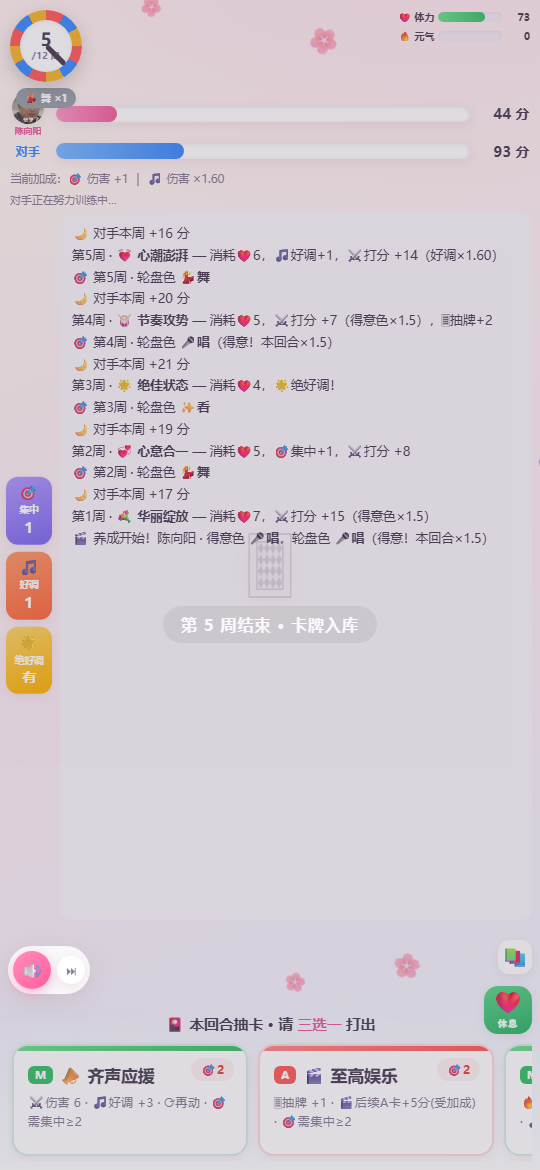 5
/12
体力 73
元气 0
舞 ×1
陈向阳
44 分
对手
93 分
当前加成: 伤害 +1 | 伤害 ×1.60
对手正在努力训练中...
对手本周 +16 分
第5周 · 心潮澎湃 — 消耗 6, 好调+1, 打分 +14（好调×1.60）
第5周 · 轮盘色 舞
对手本周 +20 分
第4周 · 节奏攻势 — 消耗 5, 打分 +7（得意色×1.5）, 抽牌+2
第4周 · 轮盘色 唱（得意！本回合×1.5）
对手本周 +21 分
第3周 · 绝佳状态 — 消耗 4, 绝好调!
第3周 · 轮盘色 看
对手本周 +19 分
第2周 · 心意合一 — 消耗 5, 集中+1, 打分 +8
第2周 · 轮盘色 舞
对手本周 +17 分
第1周 · 华丽绽放 — 消耗 7, 打分 +15（得意色×1.5）
养成开始！陈向阳 · 得意色 唱, 轮盘色 唱（得意！本回合×1.5）
集中
1
好调
1
绝好调
有
第 5 周结束 • 卡牌入库
休息
本回合抽卡 • 请 三选一 打出
M 齐声应援 2
伤害 6 · 好调 +3 · 再动 ·
需集中≥2
A 至高娱乐 2
抽牌 +1 · 后续A卡+5分(受加成)
· 需集中≥2